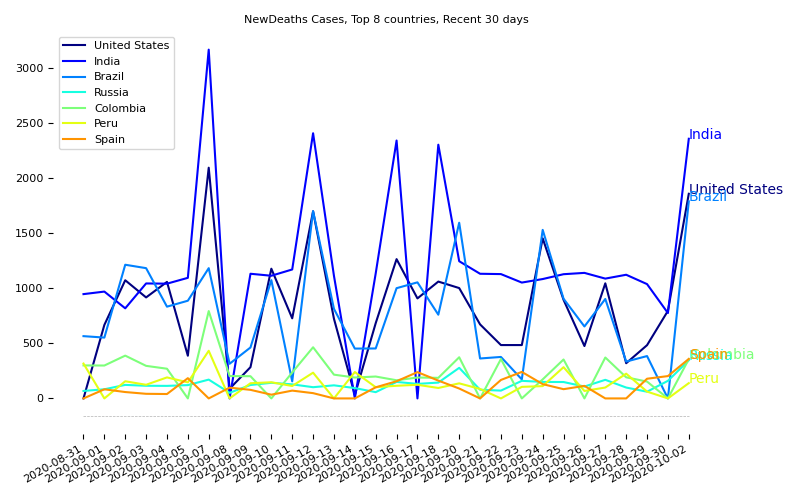 NewDeaths Cases, Top 8 countries, Recent 30 days
United States
India
Brazil
Russia
Colombia
Peru
Spain
3000
2500
2000
1500
1000
500
0
India
United States
Brazil
Spain
Colombia
Russia
Peru
2020-08-31
2020-09-01
2020-09-02
2020-09-03
2020-09-04
2020-09-05
2020-09-07
2020-09-08
2020-09-09
2020-09-10
2020-09-11
2020-09-12
2020-09-13
2020-09-14
2020-09-15
2020-09-16
2020-09-17
2020-09-18
2020-09-20
2020-09-21
2020-09-22
2020-09-23
2020-09-24
2020-09-25
2020-09-26
2020-09-27
2020-09-28
2020-09-29
2020-09-30
2020-10-02